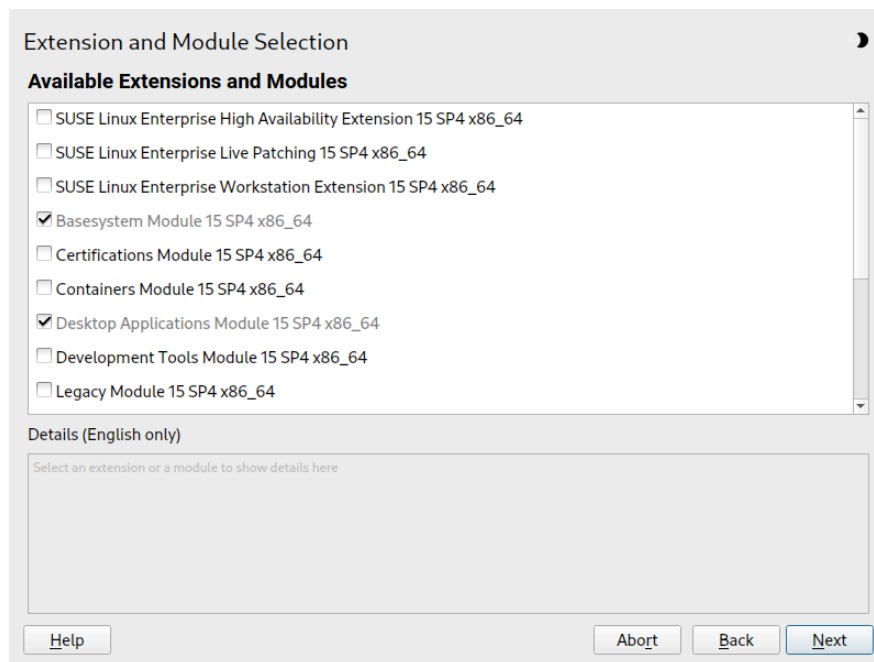 Extension and Module Selection
Available Extensions and Modules
SUSE Linux Enterprise High Availability Extension 15 SP4 x86_64
SUSE Linux Enterprise Live Patching 15 SP4 x86_64
SUSE Linux Enterprise Workstation Extension 15 SP4 x86_64
Basesystem Module 15 SP4 x86_64
Certifications Module 15 SP4 x86_64
Containers Module 15 SP4 x86_64
Desktop Applications Module 15 SP4 x86_64
Development Tools Module 15 SP4 x86_64
Legacy Module 15 SP4 x86_64
Details (English only)
Select an extension or a module to show details here
Help Abort Back Next